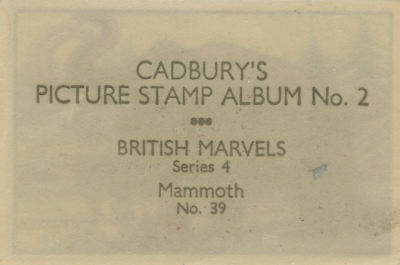 CADBURY'S
PICTURE STAMP ALBUM No. 2
BRITISH MARVELS
Series 4
Mammoth
No. 39